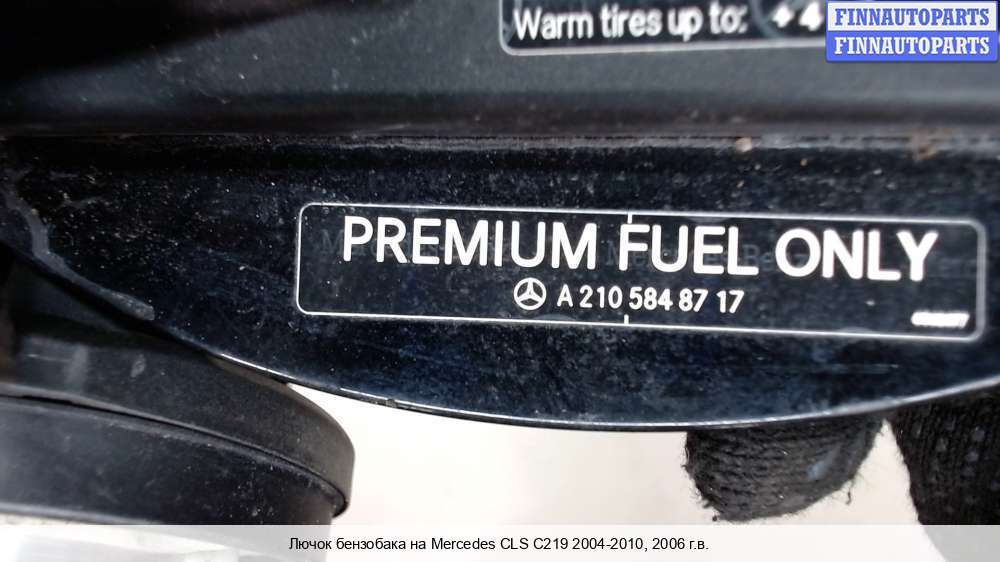 Warm tires up to: +4
FINNAUTOPARTS
FINNAUTOPARTS
PREMIUM FUEL ONLY
A 210 584 87 17
Лючок бензобака на Mercedes CLS C219 2004-2010, 2006 г.в.